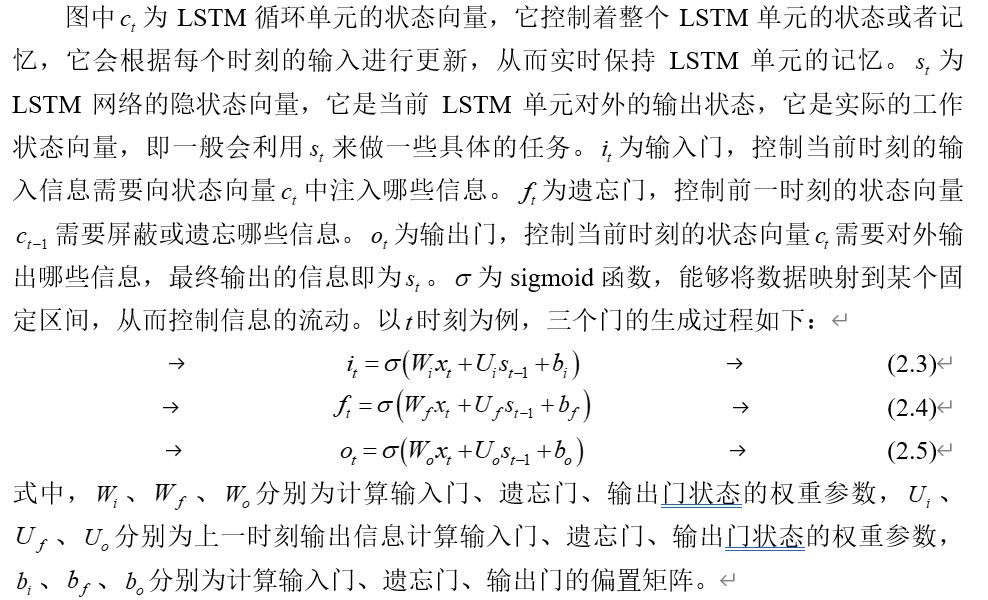 图中 c_t 为 LSTM 循环单元的状态向量，它控制着整个 LSTM 单元的状态或者记
忆，它会根据每个时刻的输入进行更新，从而实时保持 LSTM 单元的记忆。s_t 为
LSTM 网络的隐状态向量，它是当前 LSTM 单元对外的输出状态，它是实际的工作
状态向量，即一般会利用 s_t 来做一些具体的任务。i_t 为输入门，控制当前时刻的输
入信息需要向状态向量 c_t 中注入哪些信息。f_t 为遗忘门，控制前一时刻的状态向量
c_{t-1} 需要屏蔽或遗忘哪些信息。o_t 为输出门，控制当前时刻的状态向量 c_t 需要对外输
出哪些信息，最终输出的信息即为 s_t 。σ 为 sigmoid 函数，能够将数据映射到某个固
定区间，从而控制信息的流动。以 t 时刻为例，三个门的生成过程如下：↵
→ i_t = σ(W_i x_t + U_i s_{t-1} + b_i) → (2.3)↵
→ f_t = σ(W_f x_t + U_f s_{t-1} + b_f) → (2.4)↵
→ o_t = σ(W_o x_t + U_o s_{t-1} + b_o) → (2.5)↵
式中，W_i 、W_f 、W_o 分别为计算输入门、遗忘门、输出门状态的权重参数，U_i 、
U_f 、U_o 分别为上一时刻输出信息计算输入门、遗忘门、输出门状态的权重参数，
b_i 、b_f 、b_o 分别为计算输入门、遗忘门、输出门的偏置矩阵。↵